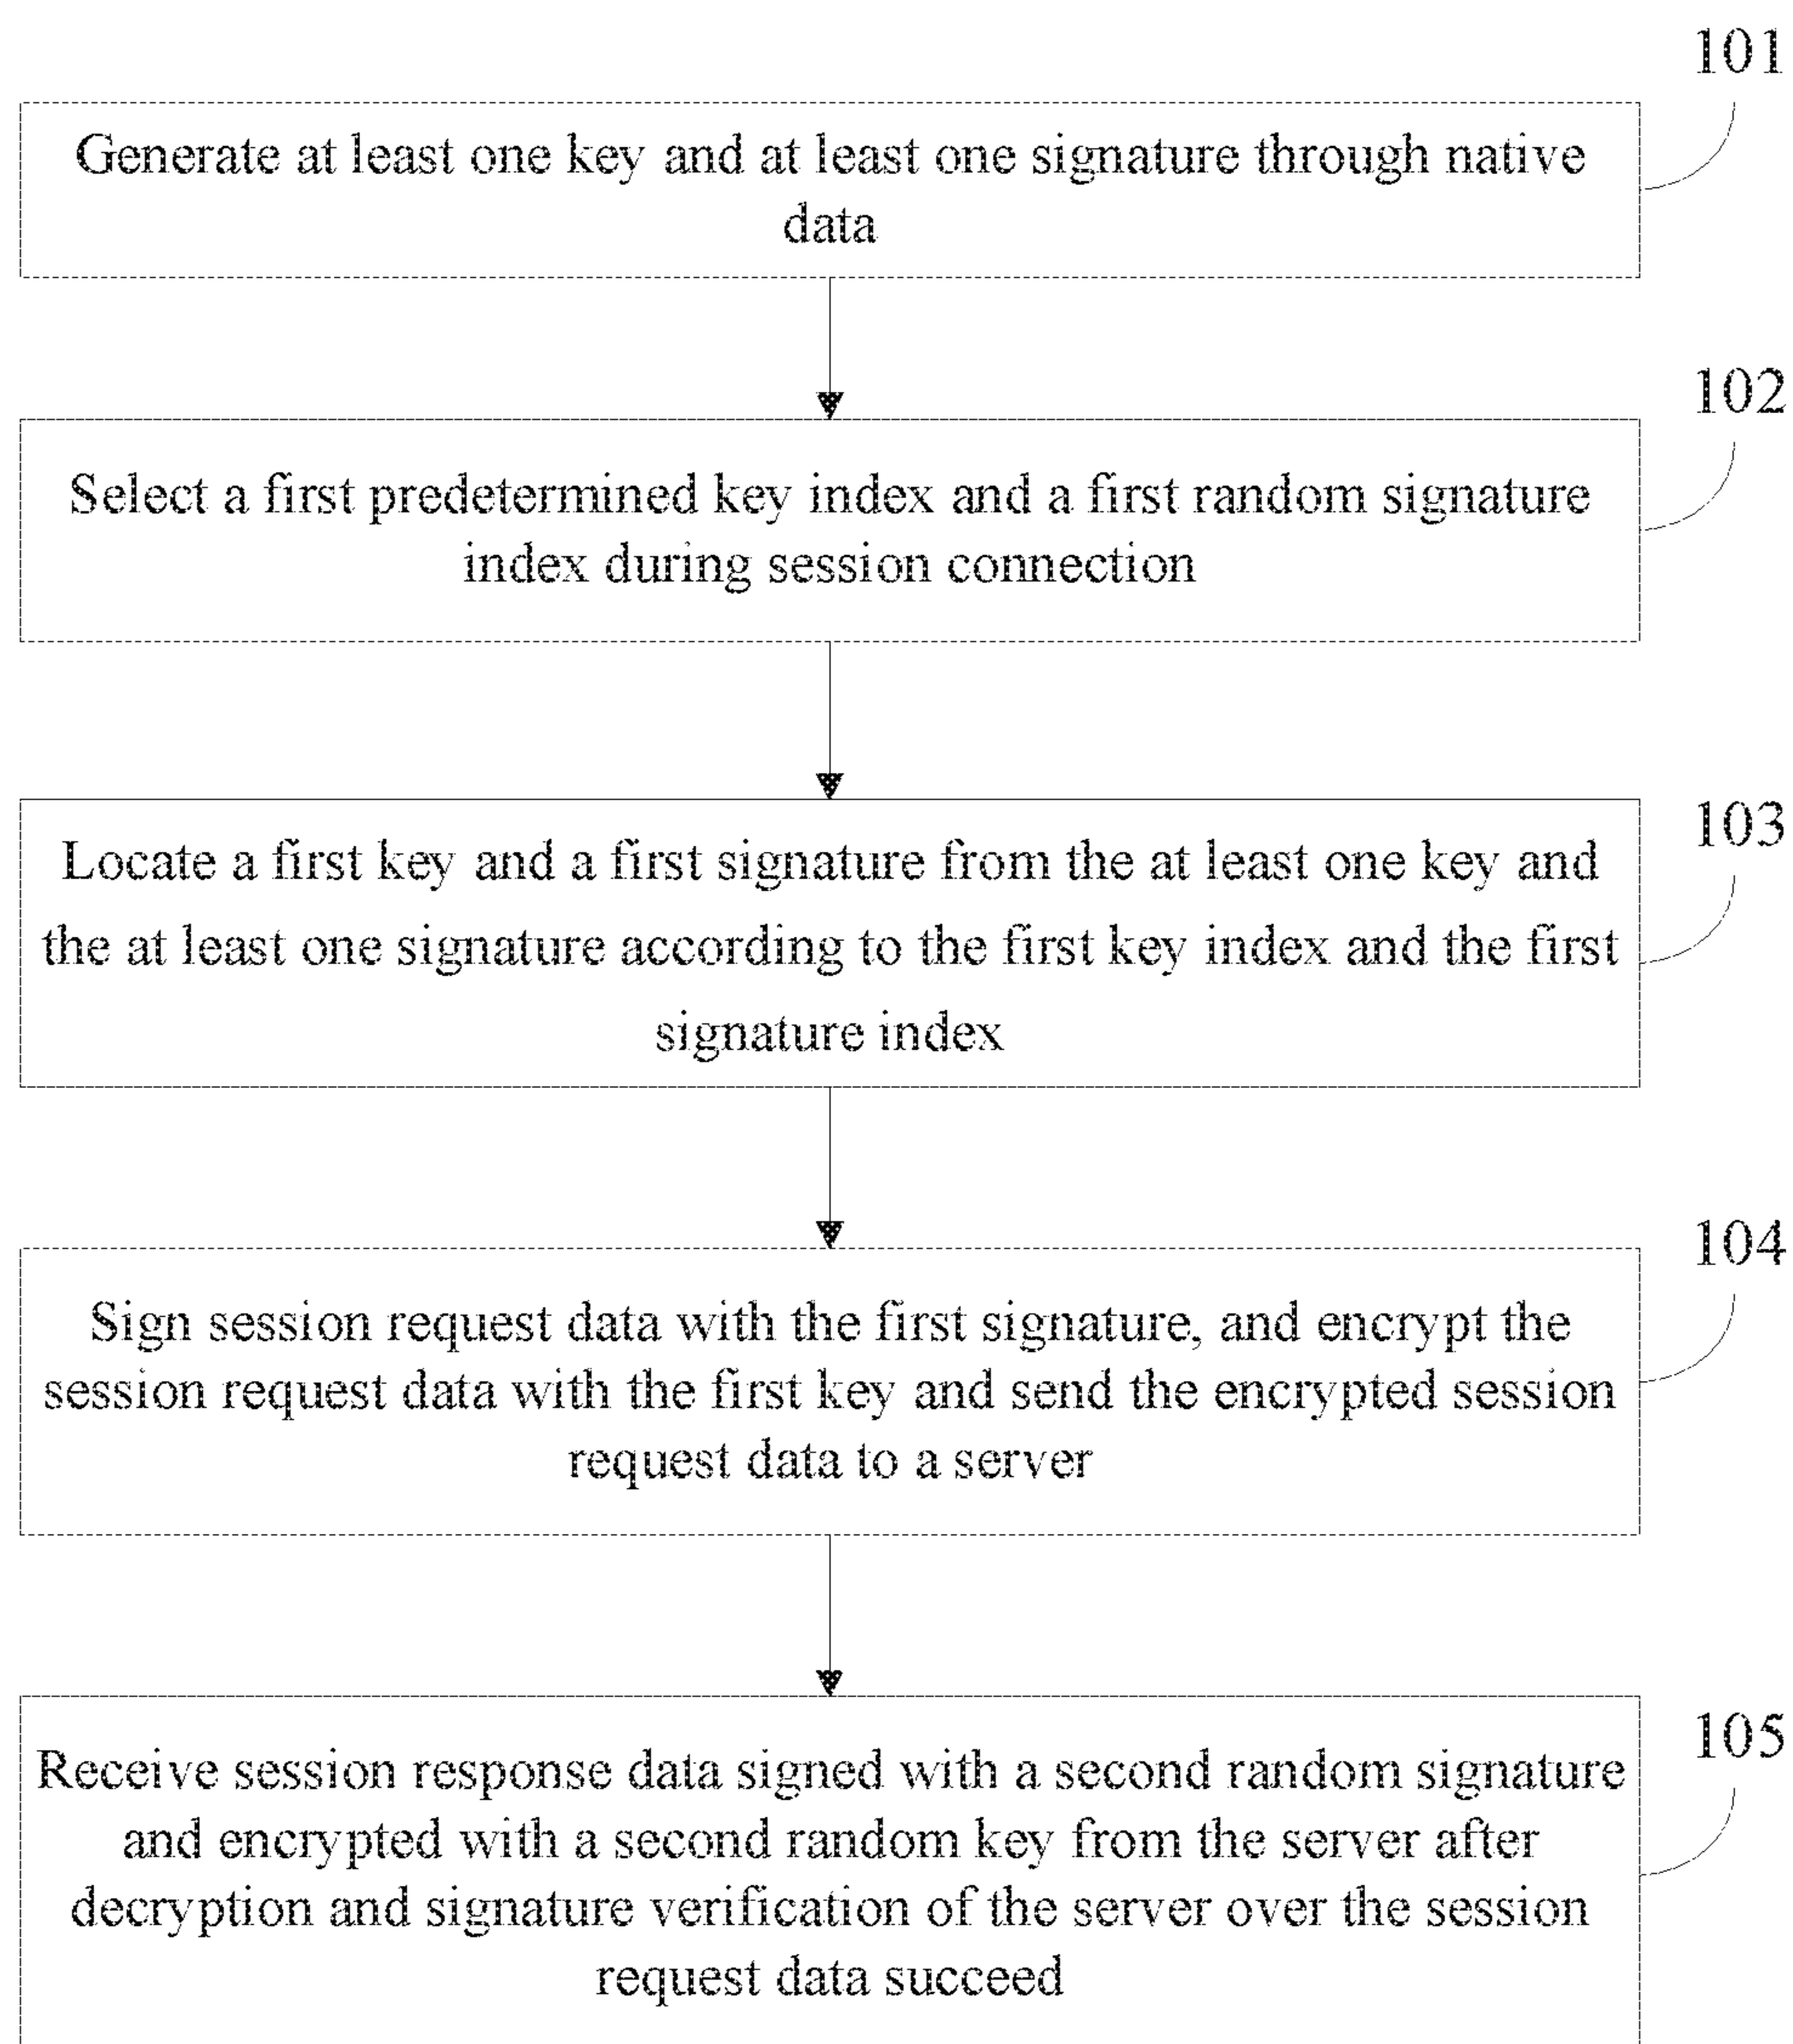 101
Generate at least one key and at least one signature through native
data
102
Select a first predetermined key index and a first random signature
index during session connection
103
Locate a first key and a first signature from the at least one key and
the at least one signature according to the first key index and the first
signature index
104
Sign session request data with the first signature, and encrypt the
session request data with the first key and send the encrypted session
request data to a server
105
Receive session response data signed with a second random signature
and encrypted with a second random key from the server after
decryption and signature verification of the server over the session
request data succeed